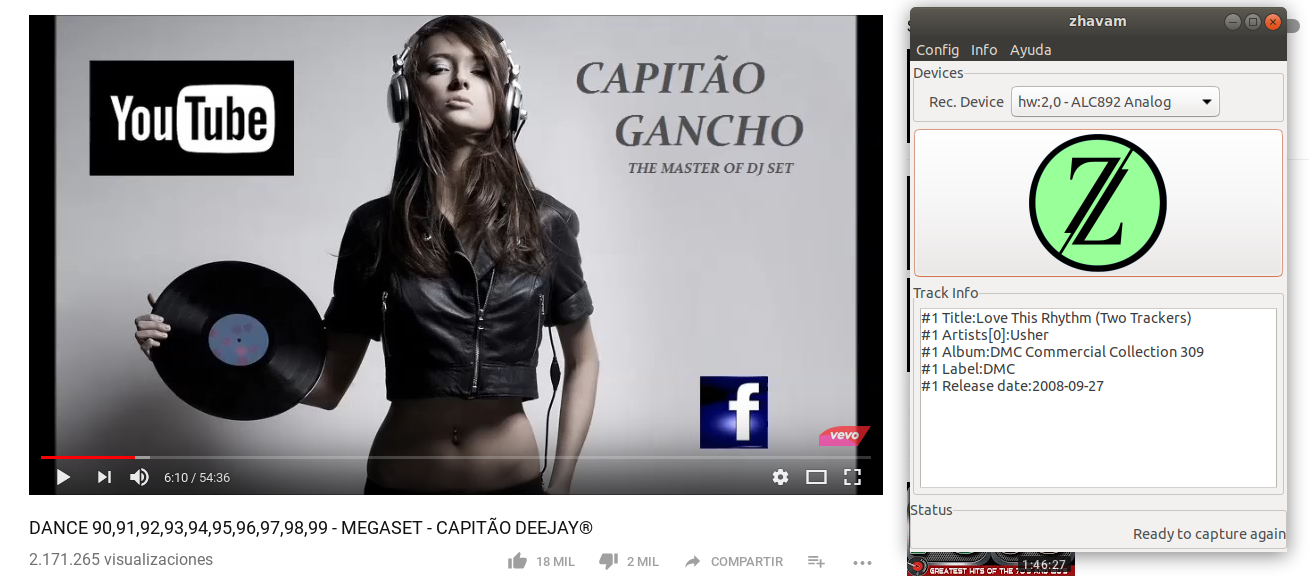 YouTube
CAPITÃO
GANCHO
THE MASTER OF DJ SET
f
vevo
6:10 / 54:36
DANCE 90,91,92,93,94,95,96,97,98,99 - MEGASET - CAPITÃO DEEJAY®
2.171.265 visualizaciones
18 MIL
2 MIL
COMPARTIR
zhavam
Config Info Ayuda
Devices
Rec. Device hw:2,0 - ALC892 Analog
Z
Track Info
#1 Title:Love This Rhythm (Two Trackers)
#1 Artists[0]:Usher
#1 Album:DMC Commercial Collection 309
#1 Label:DMC
#1 Release date:2008-09-27
Status
Ready to capture again
1:46:27